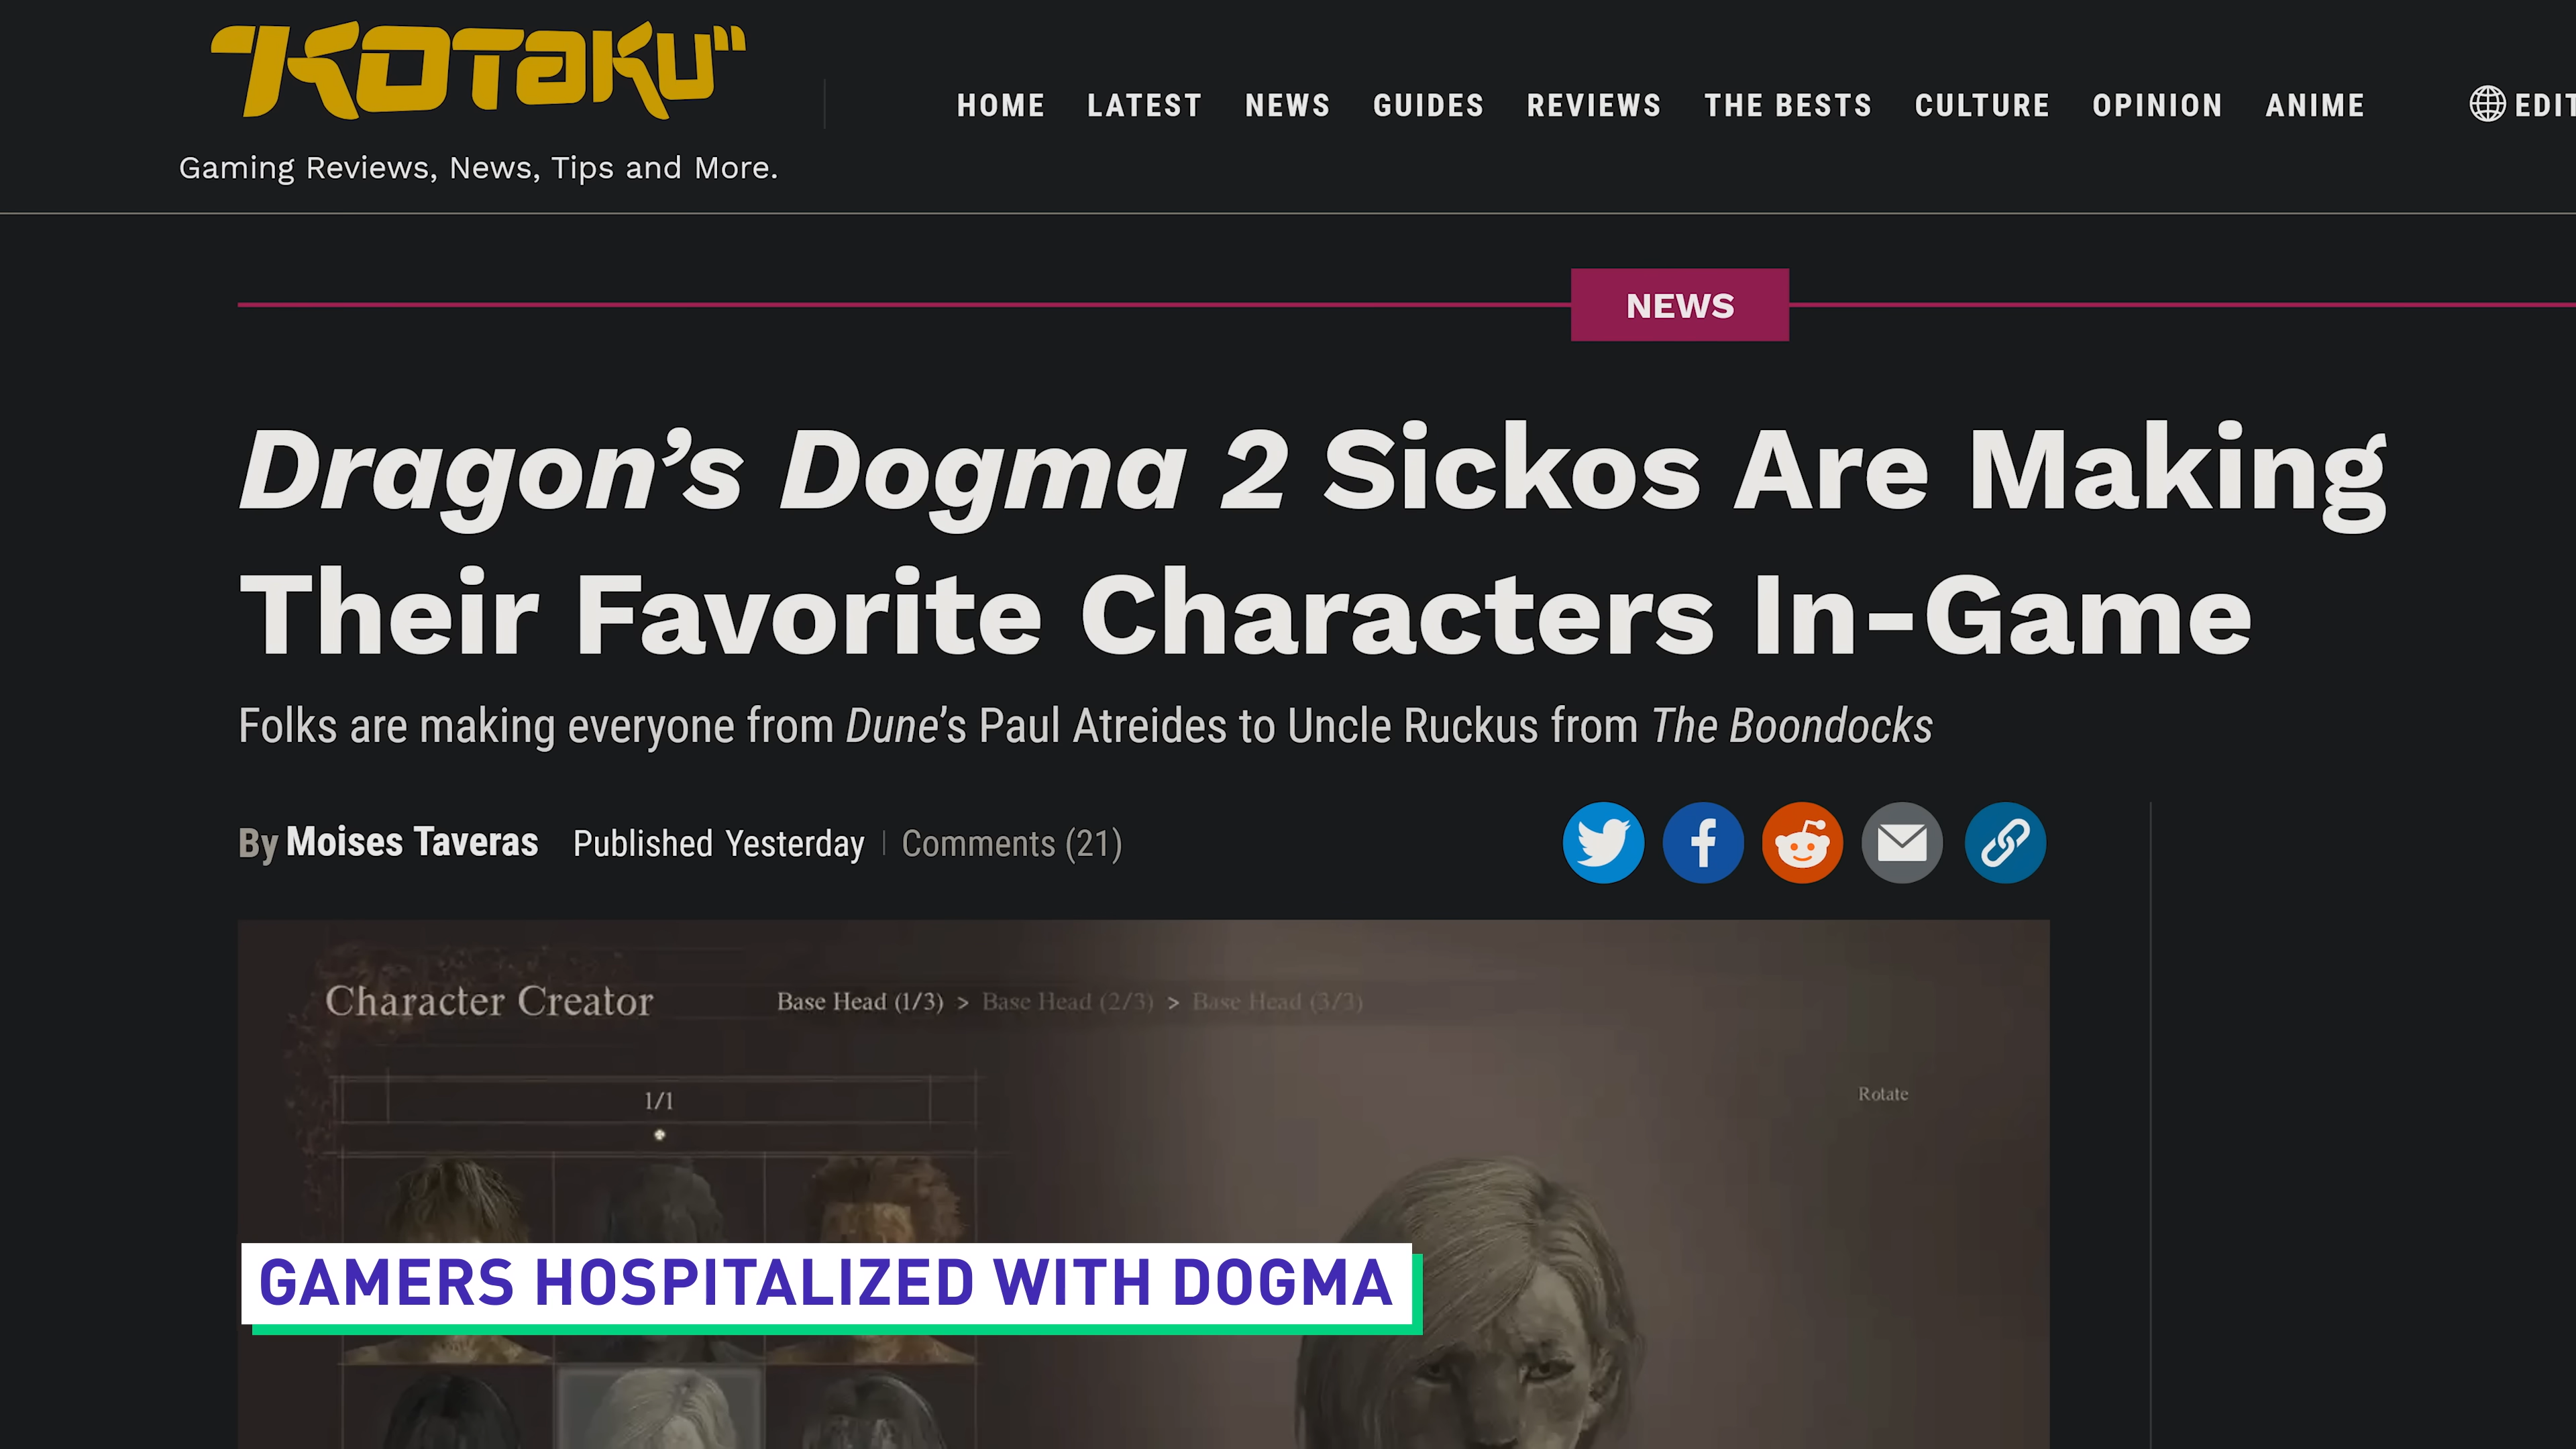 KOTAKU
Gaming Reviews, News, Tips and More.
HOME LATEST NEWS GUIDES REVIEWS THE BESTS CULTURE OPINION ANIME EDIT
NEWS
Dragon's Dogma 2 Sickos Are Making
Their Favorite Characters In-Game
Folks are making everyone from Dune's Paul Atreides to Uncle Ruckus from The Boondocks
By Moises Taveras Published Yesterday | Comments (21)
Character Creator Base Head (1/3) > Base Head (2/3) > Base Head (3/3)
Rotate
1/1
GAMERS HOSPITALIZED WITH DOGMA